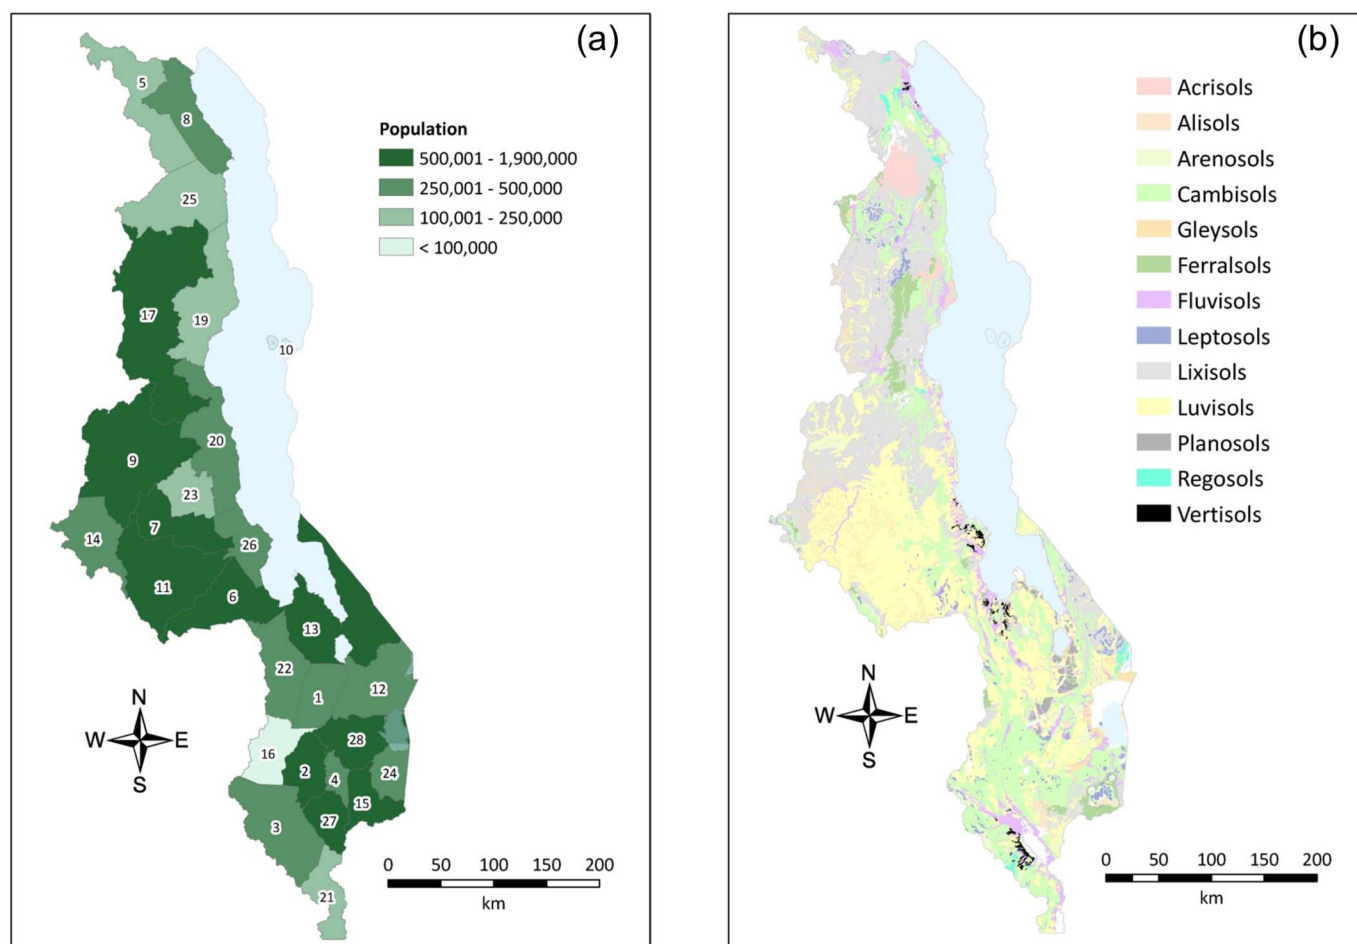 (a)
Population
500,001 - 1,900,000
250,001 - 500,000
100,001 - 250,000
< 100,000
5
8
25
17
19
10
20
9
23
7
14
26
11
6
13
22
1
12
16
28
2
4
24
15
3
27
21
N
W E
S
0 50 100 150 200
km
(b)
Acrisols
Alisols
Arenosols
Cambisols
Gleysols
Ferralsols
Fluvisols
Leptosols
Lixisols
Luvisols
Planosols
Regosols
Vertisols
N
W E
S
0 50 100 150 200
km